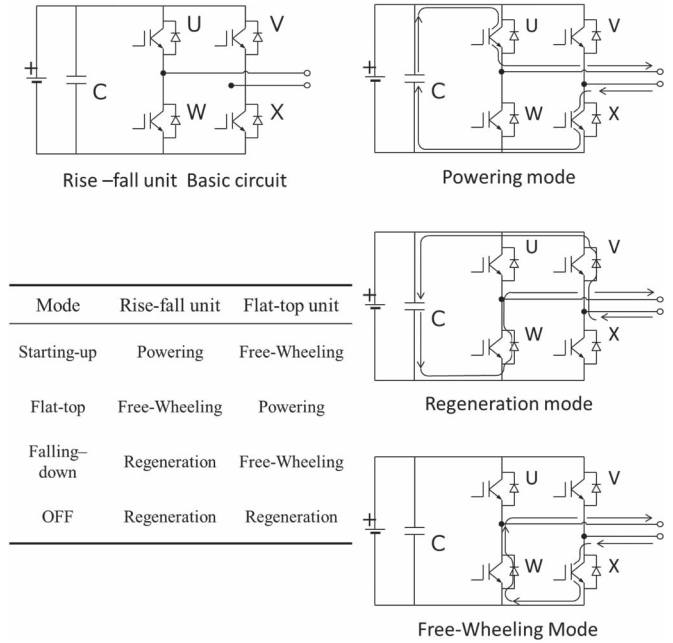 U
V
+
C
W
X
Rise –fall unit  Basic circuit
U
V
+
C
W
X
Powering mode
U
V
+
C
W
X
Regeneration mode
Mode Rise-fall unit Flat-top unit
Starting-up Powering Free-Wheeling
Flat-top Free-Wheeling Powering
Falling–
down Regeneration Free-Wheeling
OFF Regeneration Regeneration
U
V
+
C
W
X
Free-Wheeling Mode